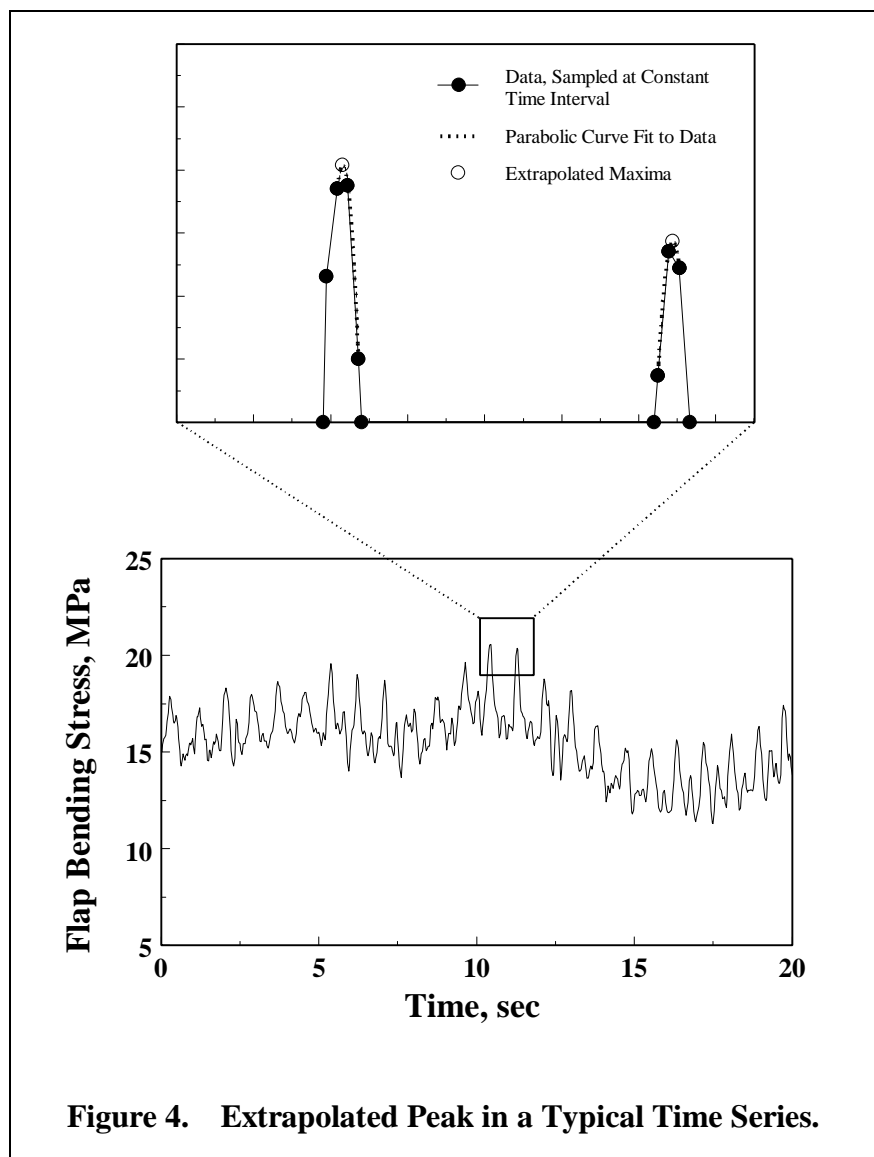 Data, Sampled at Constant
Time Interval
Parabolic Curve Fit to Data
Extrapolated Maxima
25
20
15
10
5
Flap Bending Stress, MPa
0 5 10 15 20
Time, sec
Figure 4. Extrapolated Peak in a Typical Time Series.